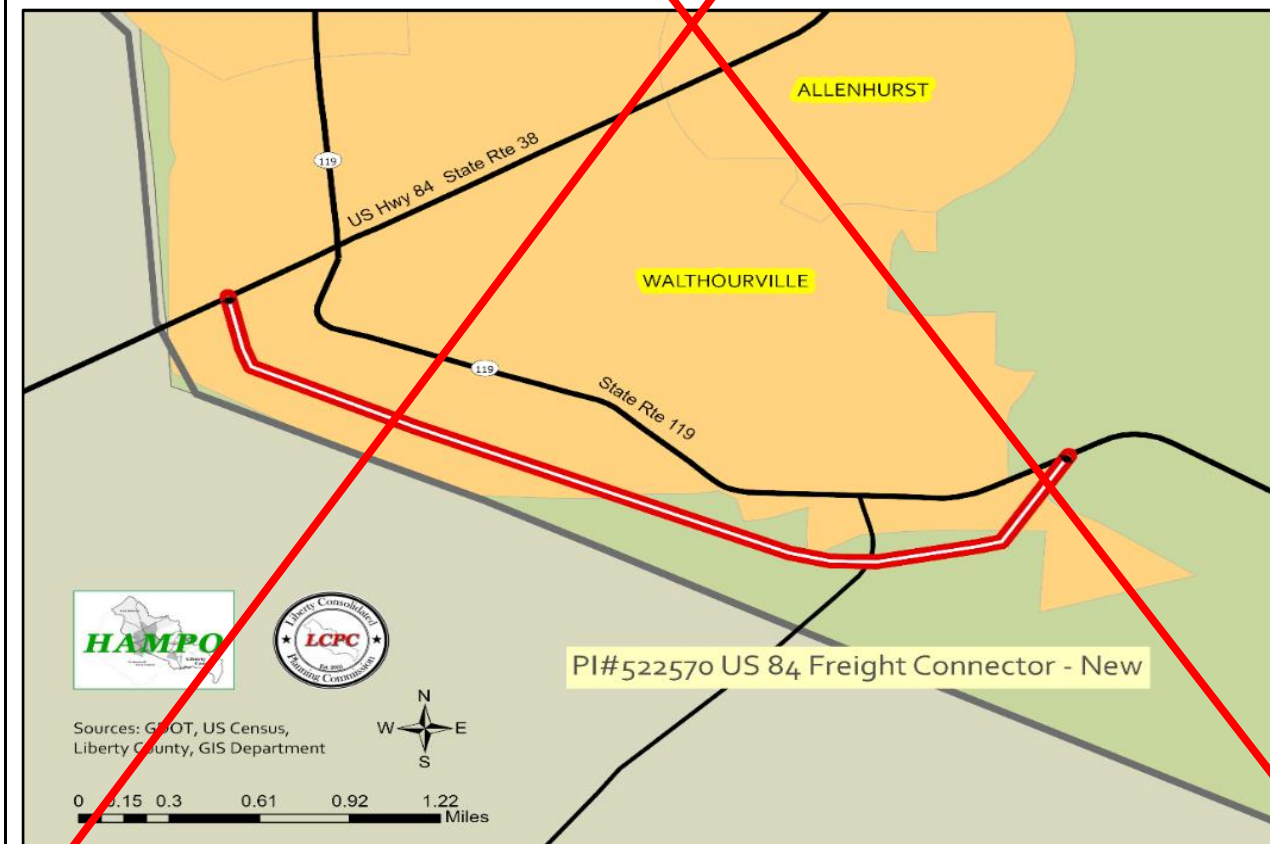 ALLENHURST
119
US Hwy 84 State Rte 38
WALTHOURVILLE
119
State Rte 119
HAMPO
Liberty Consolidated
LCPC
Planning Commission
PI#522570 US 84 Freight Connector - New
N
W E
S
Sources: GDOT, US Census,
Liberty County, GIS Department
0 0.15 0.3 0.61 0.92 1.22
Miles